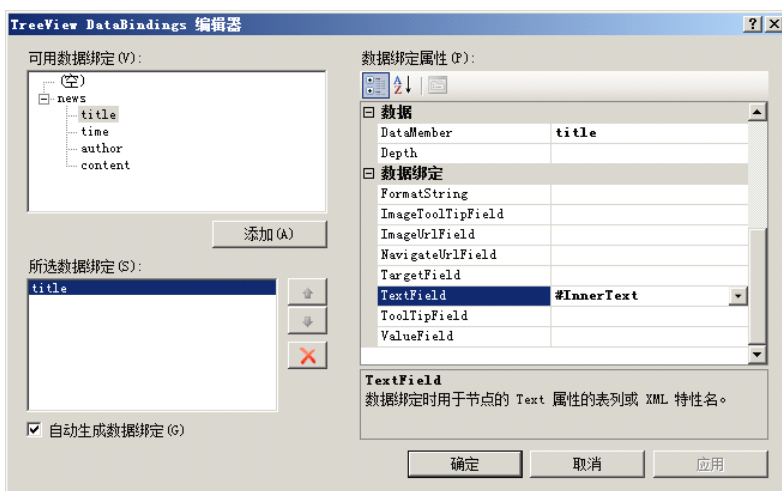 TreeView DataBindings 编辑器
可用数据绑定(V):
(空)
news
title
time
author
content
添加(A)
所选数据绑定(S):
title
自动生成数据绑定(G)
数据绑定属性(P):
数据
DataMember title
Depth
数据绑定
FormatString
ImageToolTipField
ImageUrlField
NavigateUrlField
TargetField
TextField #InnerText
ToolTipField
ValueField
TextField
数据绑定时用于节点的 Text 属性的表列或 XML 特性名。
确定 取消 应用